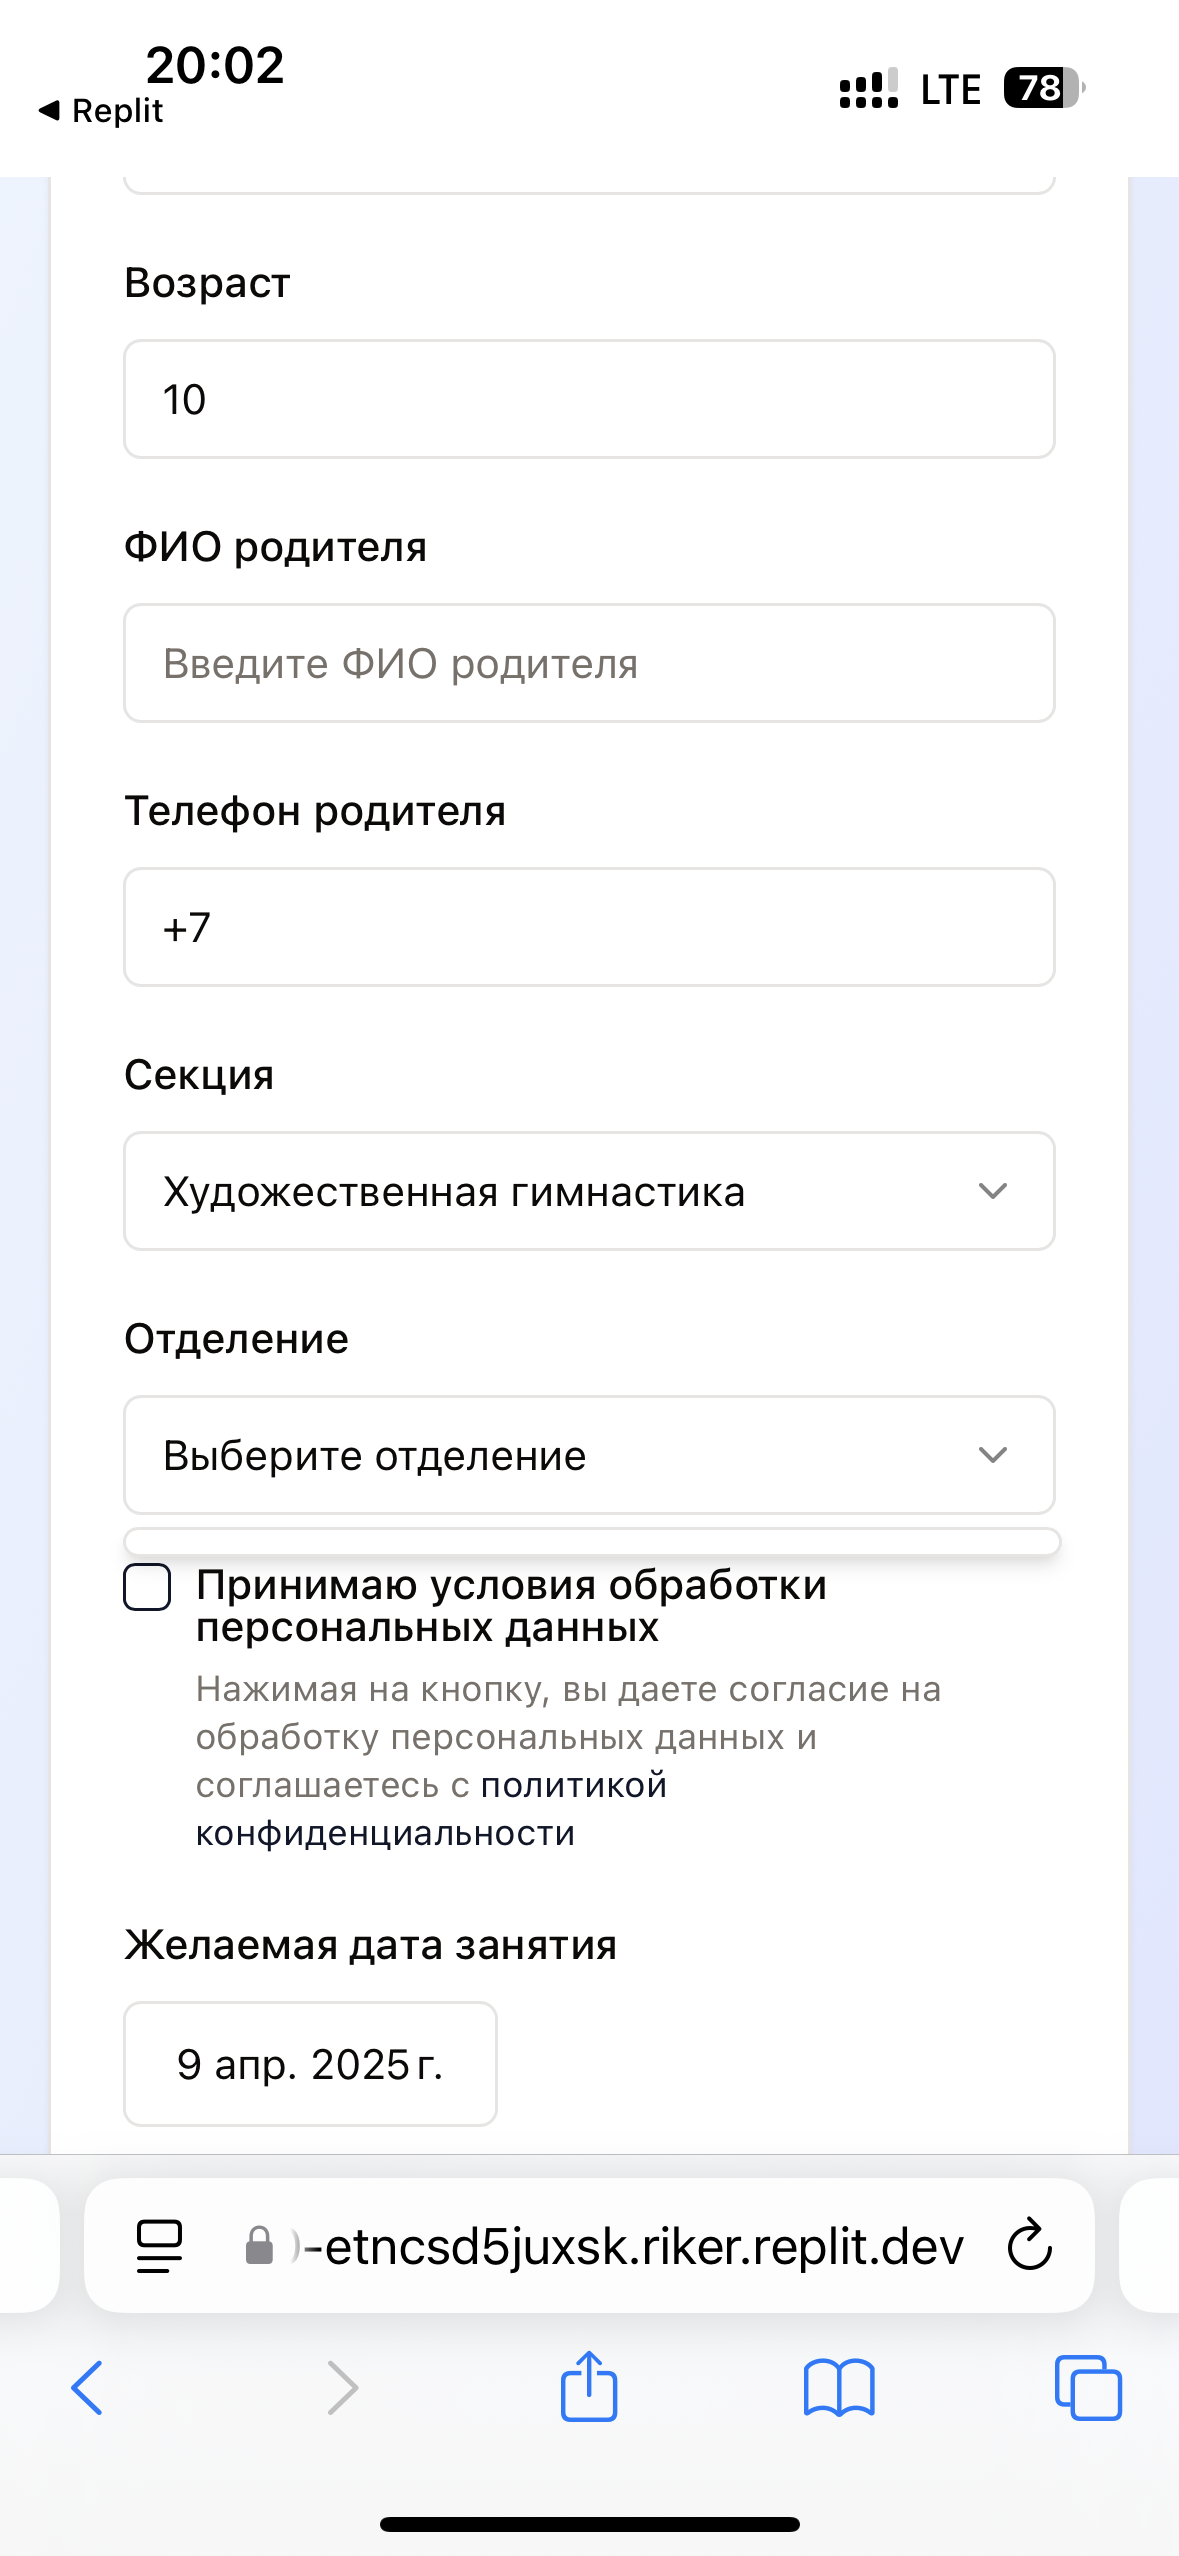 20:02
Replit
LTE
78
Возраст
10
ФИО родителя
Введите ФИО родителя
Телефон родителя
+7
Секция
Художественная гимнастика
Отделение
Выберите отделение
Принимаю условия обработки
персональных данных
Нажимая на кнопку, вы даете согласие на
обработку персональных данных и
соглашаетесь с политикой
конфиденциальности
Желаемая дата занятия
9 апр. 2025 г.
-etncsd5juxsk.riker.replit.dev